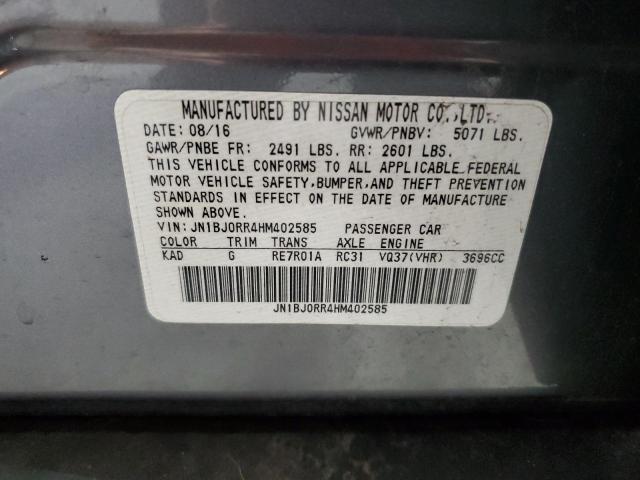 MANUFACTURED BY NISSAN MOTOR CO.,LTD.
DATE: 08/16 GVWR/PNBV: 5071 LBS.
GAWR/PNBE FR: 2491 LBS. RR: 2601 LBS.
THIS VEHICLE CONFORMS TO ALL APPLICABLE FEDERAL
MOTOR VEHICLE SAFETY, BUMPER, AND THEFT PREVENTION
STANDARDS IN EFFECT ON THE DATE OF MANUFACTURE
SHOWN ABOVE.
VIN: JN1BJ0RR4HM402585 PASSENGER CAR
COLOR TRIM TRANS AXLE ENGINE
KAD G RE7R01A RC31 VQ37(VHR) 3696CC
JN1BJ0RR4HM402585